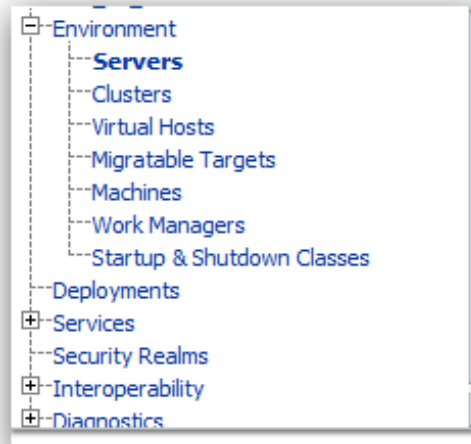 Environment
Servers
Clusters
Virtual Hosts
Migratable Targets
Machines
Work Managers
Startup & Shutdown Classes
Deployments
Services
Security Realms
Interoperability
Diagnostics